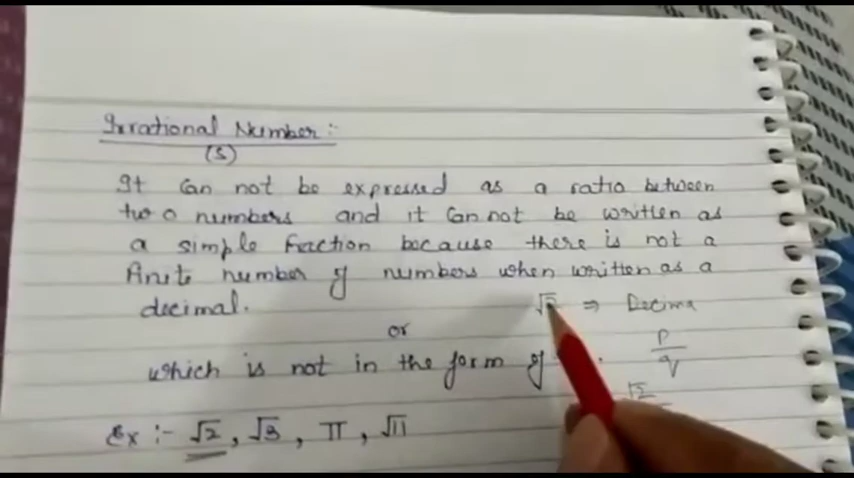 Irrational Number :-
(S)
It can not be expressed as a ratio between
two numbers and it can not be written as
a simple fraction because there is not a
finite number of numbers when written as a
decimal.
⇒ Decima
or
which is not in the form of
p
q
√2
Ex :- √2, √3, π, √11